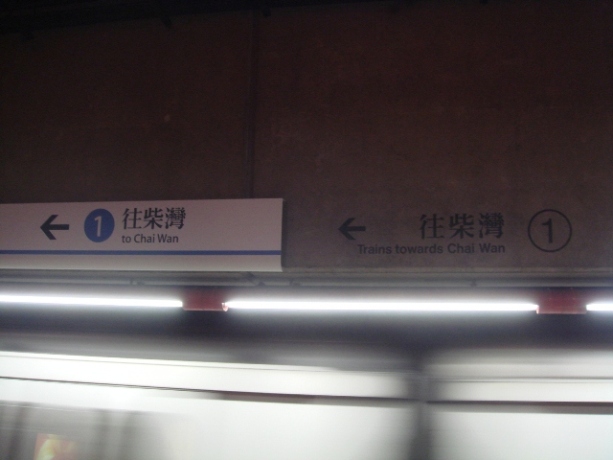 ← 1 往柴灣
to Chai Wan
← 往柴灣 1
Trains towards Chai Wan